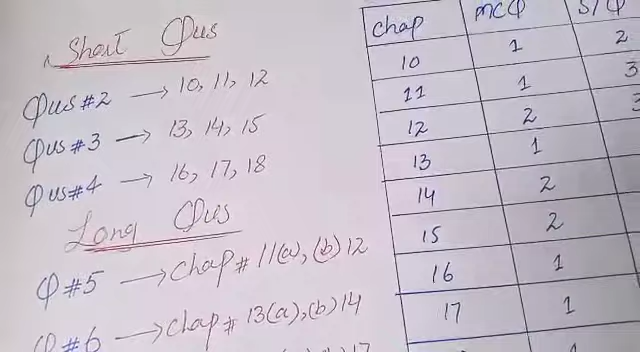 Short Qus
Qus#2 → 10, 11, 12
Qus#3 → 13, 14, 15
Qus#4 → 16, 17, 18
Long Qus
Q#5 → chap# 11(a), (b) 12
Q#6 → chap# 13(a), (b) 14
17
chap MCQ S/Q
10 1 2
11 1 3
12 2 3
13 1
14 2
15 2
16 1
17 1